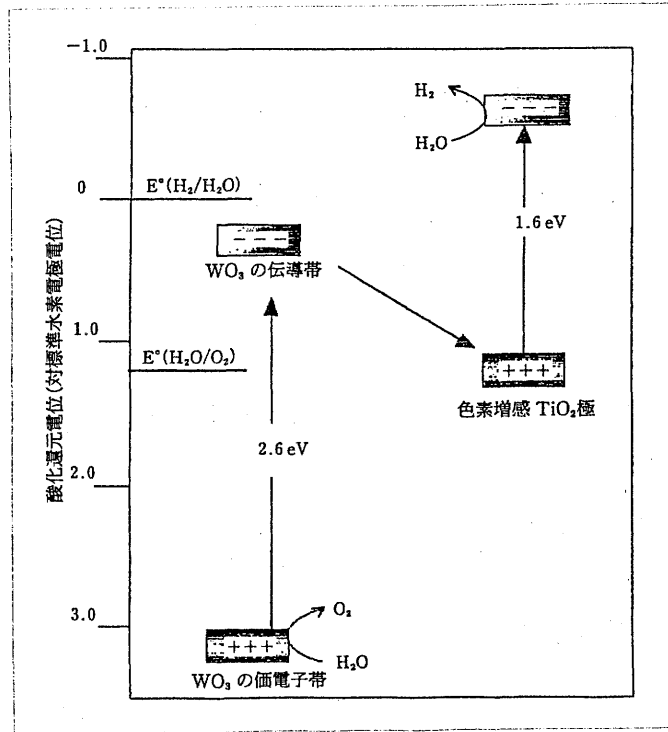 酸化還元電位(対標準水素電極電位)
−1.0
0
1.0
2.0
3.0
E°(H₂/H₂O)
E°(H₂O/O₂)
− − −
WO₃ の伝導帯
2.6 eV
+ + +
O₂
H₂O
WO₃ の価電子帯
H₂
H₂O
− − −
1.6 eV
+ + +
色素増感 TiO₂極